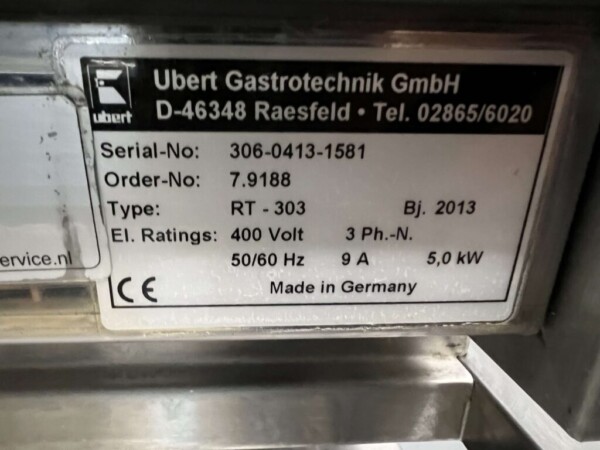 Ubert Gastrotechnik GmbH
D-46348 Raesfeld • Tel. 02865/6020
ubert
Serial-No: 306-0413-1581
Order-No: 7.9188
Type: RT - 303 Bj. 2013
El. Ratings: 400 Volt 3 Ph.-N.
50/60 Hz 9 A 5,0 kW
CE Made in Germany
ervice.nl